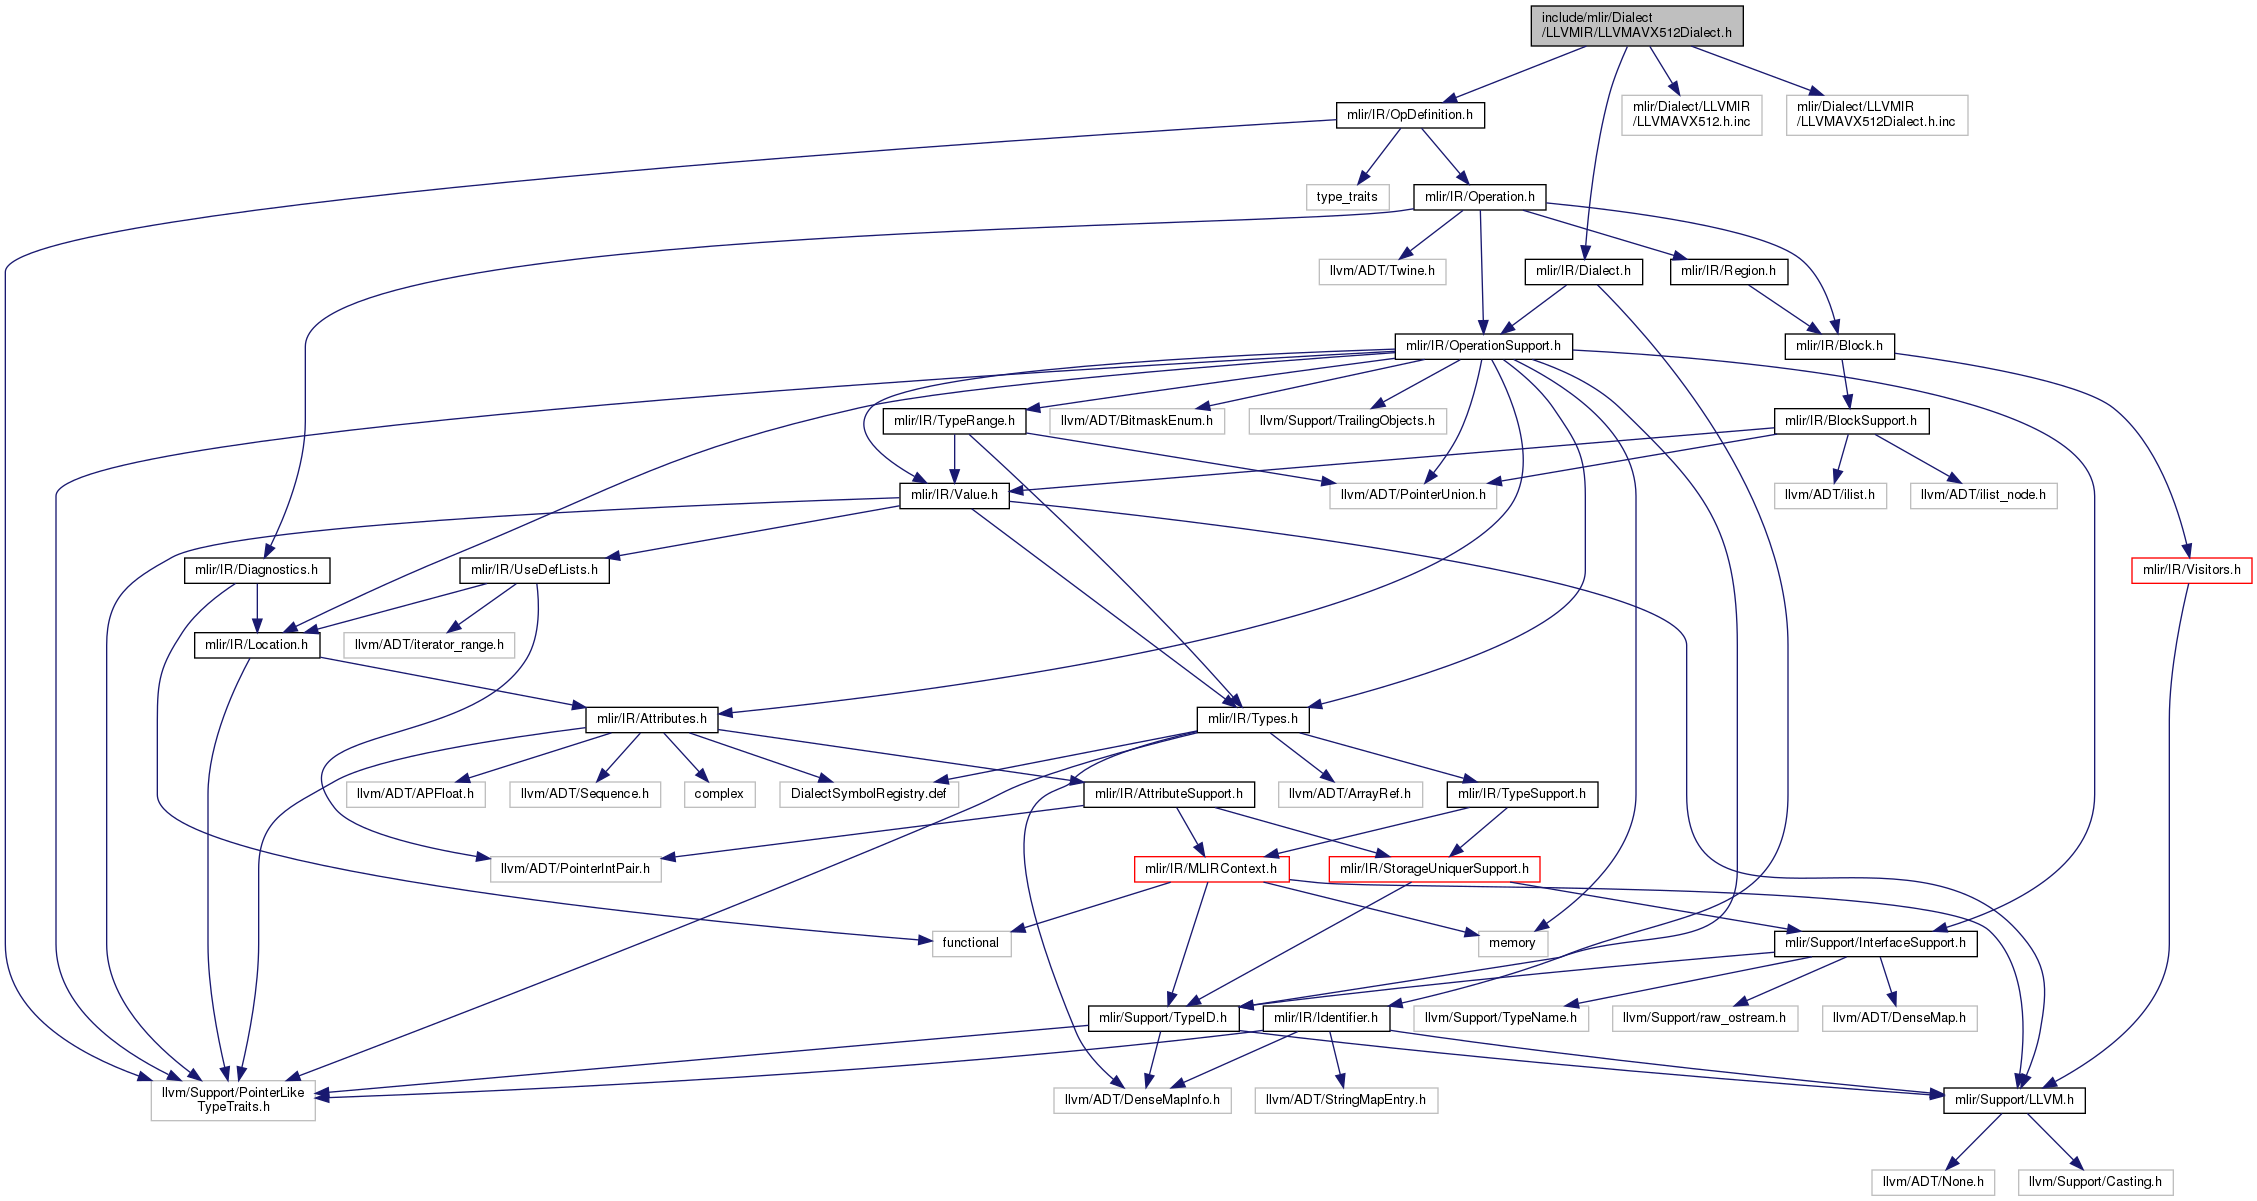 include/mlir/Dialect
/LLVMIR/LLVMAVX512Dialect.h
mlir/IR/OpDefinition.h
mlir/Dialect/LLVMIR
/LLVMAVX512.h.inc
mlir/Dialect/LLVMIR
/LLVMAVX512Dialect.h.inc
type_traits
mlir/IR/Operation.h
llvm/ADT/Twine.h
mlir/IR/Dialect.h
mlir/IR/Region.h
mlir/IR/OperationSupport.h
mlir/IR/Block.h
mlir/IR/TypeRange.h
llvm/ADT/BitmaskEnum.h
llvm/Support/TrailingObjects.h
mlir/IR/BlockSupport.h
mlir/IR/Value.h
llvm/ADT/PointerUnion.h
llvm/ADT/ilist.h
llvm/ADT/ilist_node.h
mlir/IR/Diagnostics.h
mlir/IR/UseDefLists.h
mlir/IR/Visitors.h
mlir/IR/Location.h
llvm/ADT/iterator_range.h
mlir/IR/Attributes.h
mlir/IR/Types.h
llvm/ADT/APFloat.h
llvm/ADT/Sequence.h
complex
DialectSymbolRegistry.def
mlir/IR/AttributeSupport.h
llvm/ADT/ArrayRef.h
mlir/IR/TypeSupport.h
llvm/ADT/PointerIntPair.h
mlir/IR/MLIRContext.h
mlir/IR/StorageUniquerSupport.h
functional
memory
mlir/Support/InterfaceSupport.h
mlir/Support/TypeID.h
mlir/IR/Identifier.h
llvm/Support/TypeName.h
llvm/Support/raw_ostream.h
llvm/ADT/DenseMap.h
llvm/Support/PointerLike
TypeTraits.h
llvm/ADT/DenseMapInfo.h
llvm/ADT/StringMapEntry.h
mlir/Support/LLVM.h
llvm/ADT/None.h
llvm/Support/Casting.h